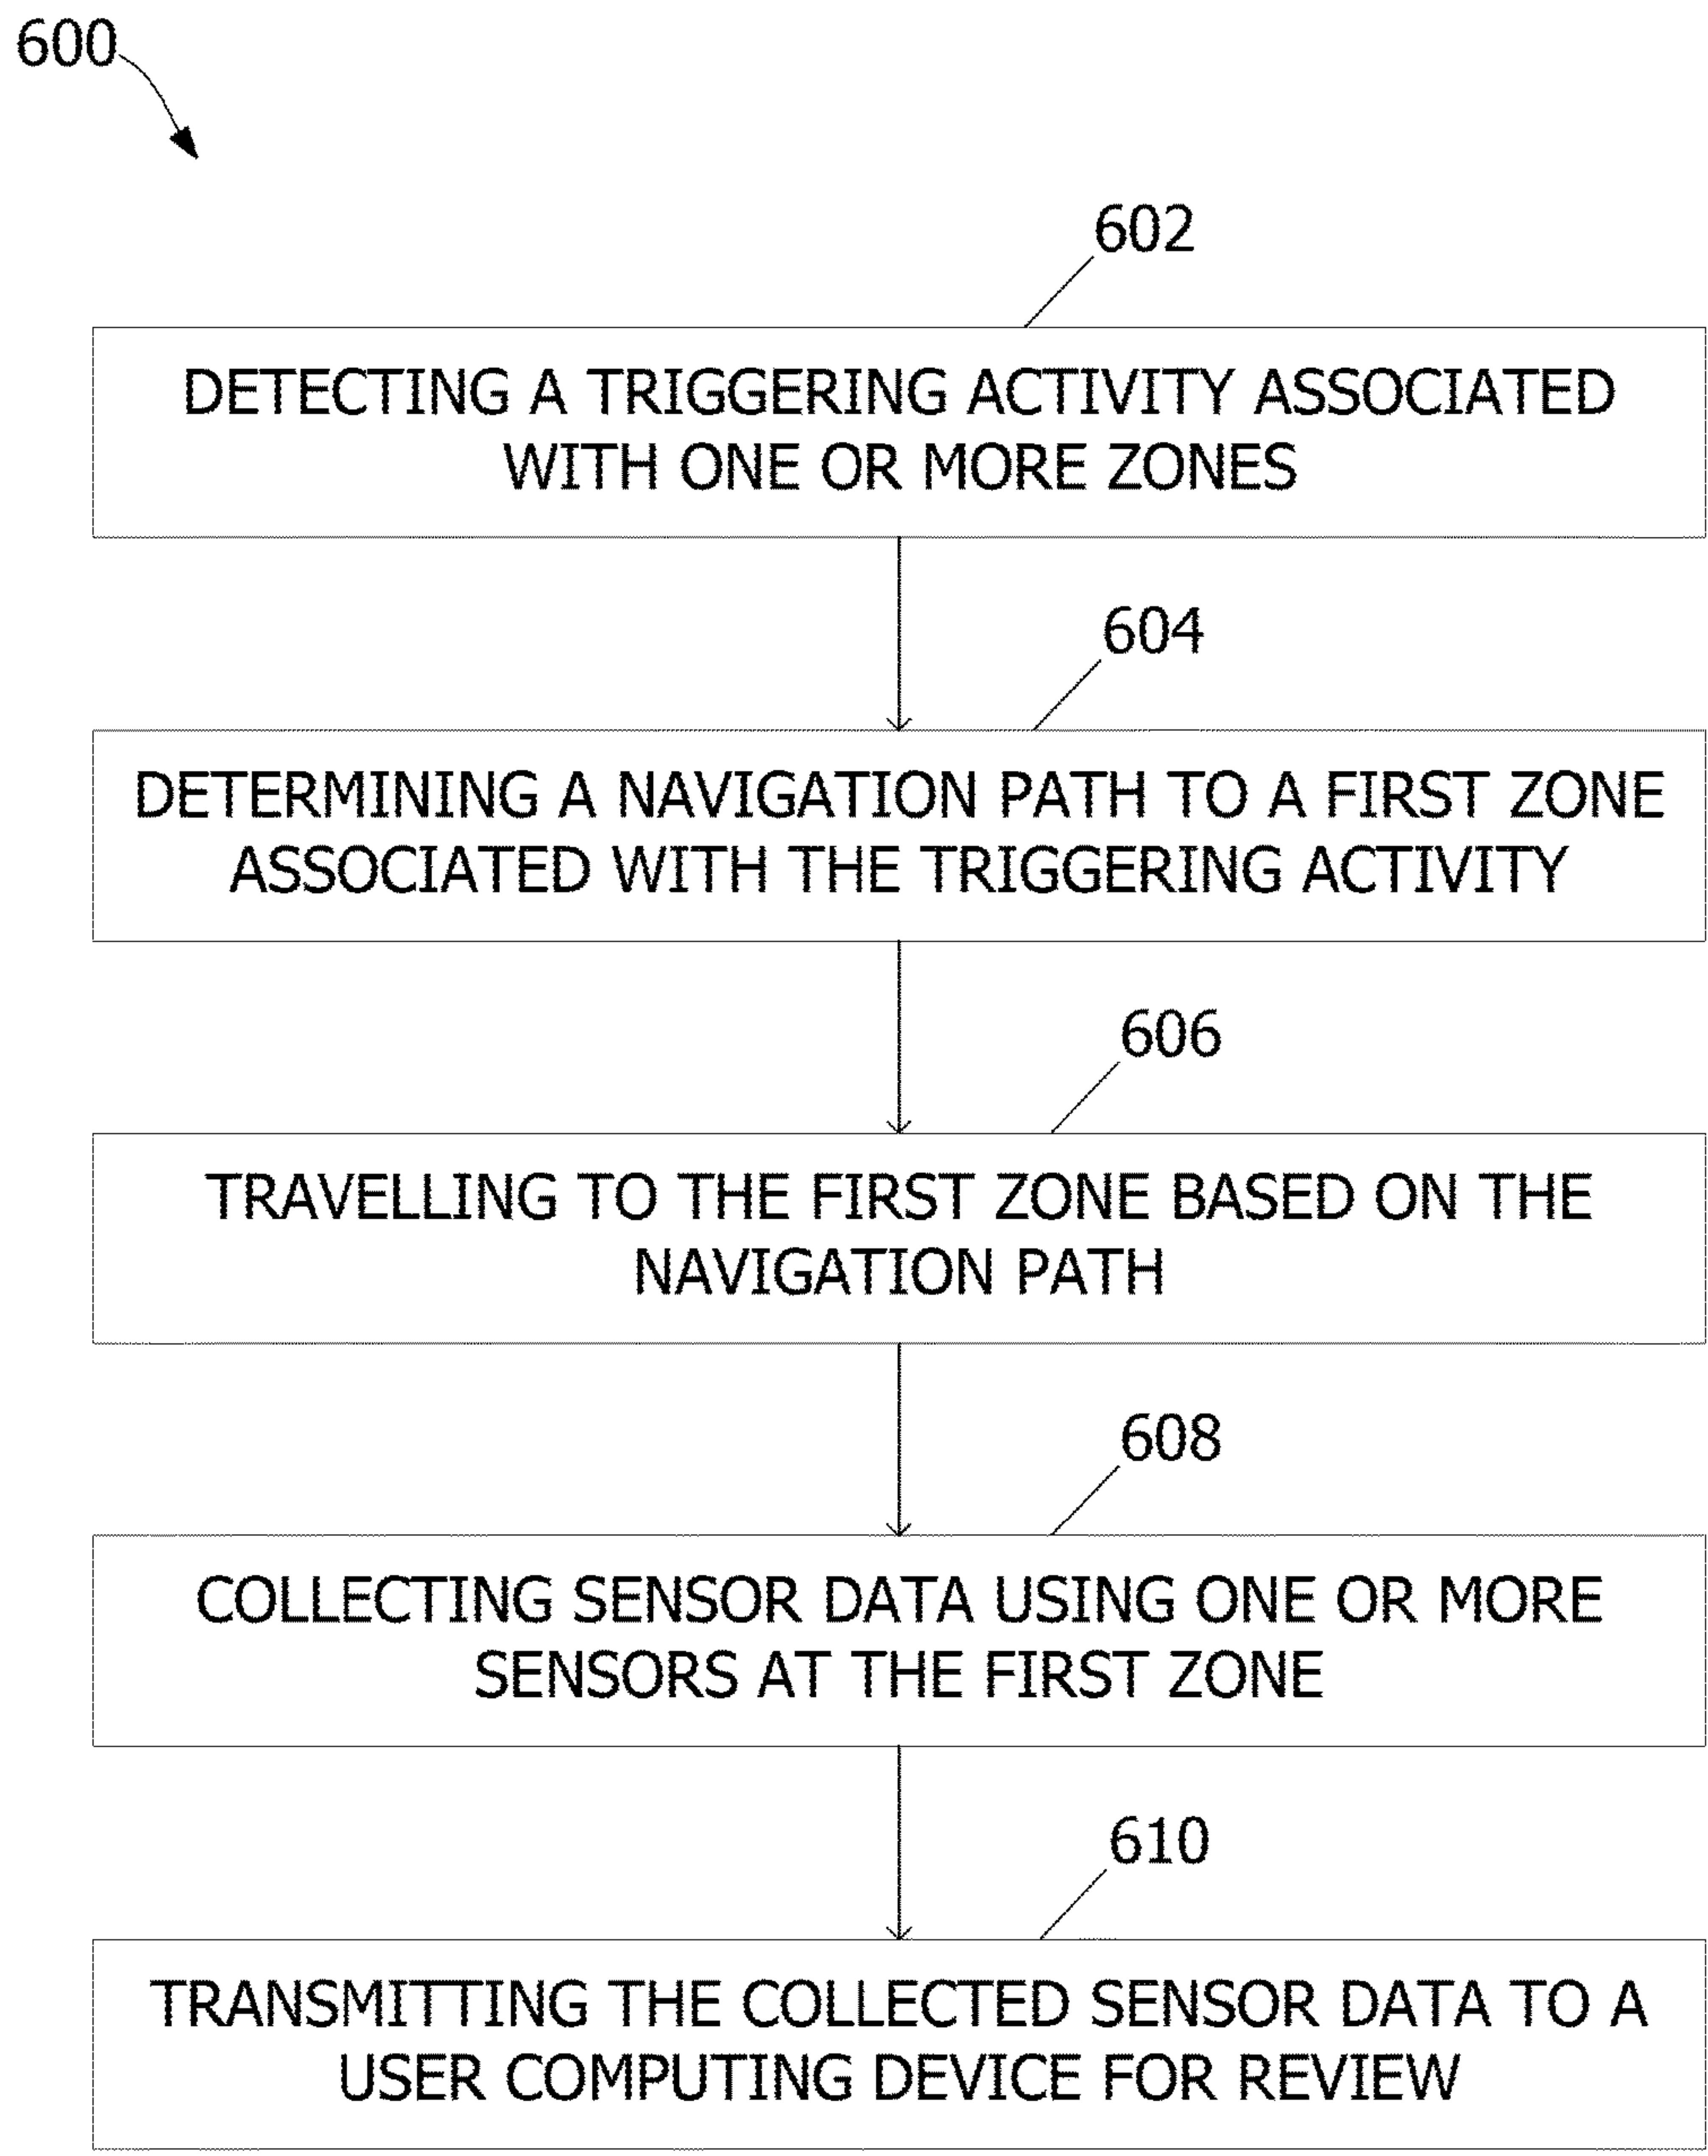 600
602
DETECTING A TRIGGERING ACTIVITY ASSOCIATED
WITH ONE OR MORE ZONES
604
DETERMINING A NAVIGATION PATH TO A FIRST ZONE
ASSOCIATED WITH THE TRIGGERING ACTIVITY
606
TRAVELLING TO THE FIRST ZONE BASED ON THE
NAVIGATION PATH
608
COLLECTING SENSOR DATA USING ONE OR MORE
SENSORS AT THE FIRST ZONE
610
TRANSMITTING THE COLLECTED SENSOR DATA TO A
USER COMPUTING DEVICE FOR REVIEW